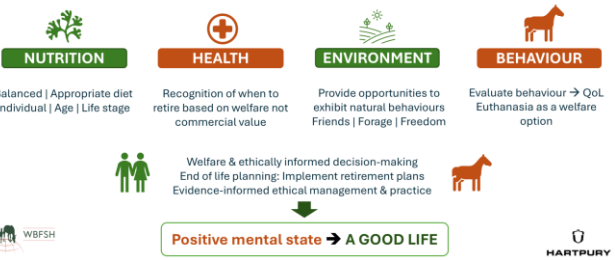 NUTRITION
HEALTH
ENVIRONMENT
BEHAVIOUR
Balanced | Appropriate diet
Individual | Age | Life stage
Recognition of when to
retire based on welfare not
commercial value
Provide opportunities to
exhibit natural behaviours
Friends | Forage | Freedom
Evaluate behaviour → QoL
Euthanasia as a welfare
option
Welfare & ethically informed decision-making
End of life planning: Implement retirement plans
Evidence-informed ethical management & practice
Positive mental state → A GOOD LIFE
WBFSH
HARTPURY